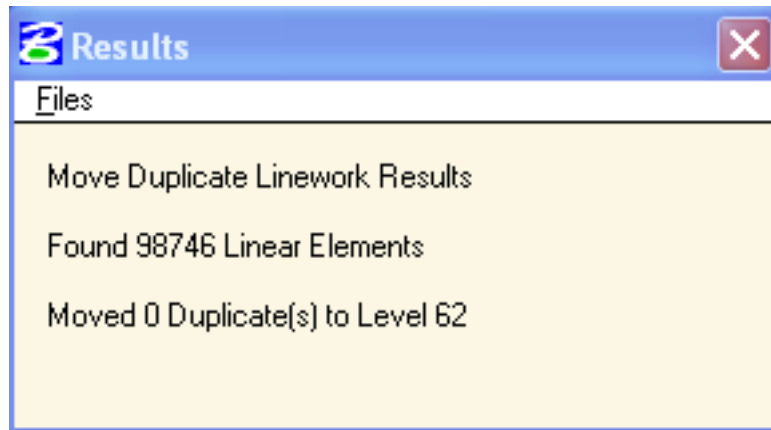 Results
Files
Move Duplicate Linework Results
Found 98746 Linear Elements
Moved 0 Duplicate(s) to Level 62